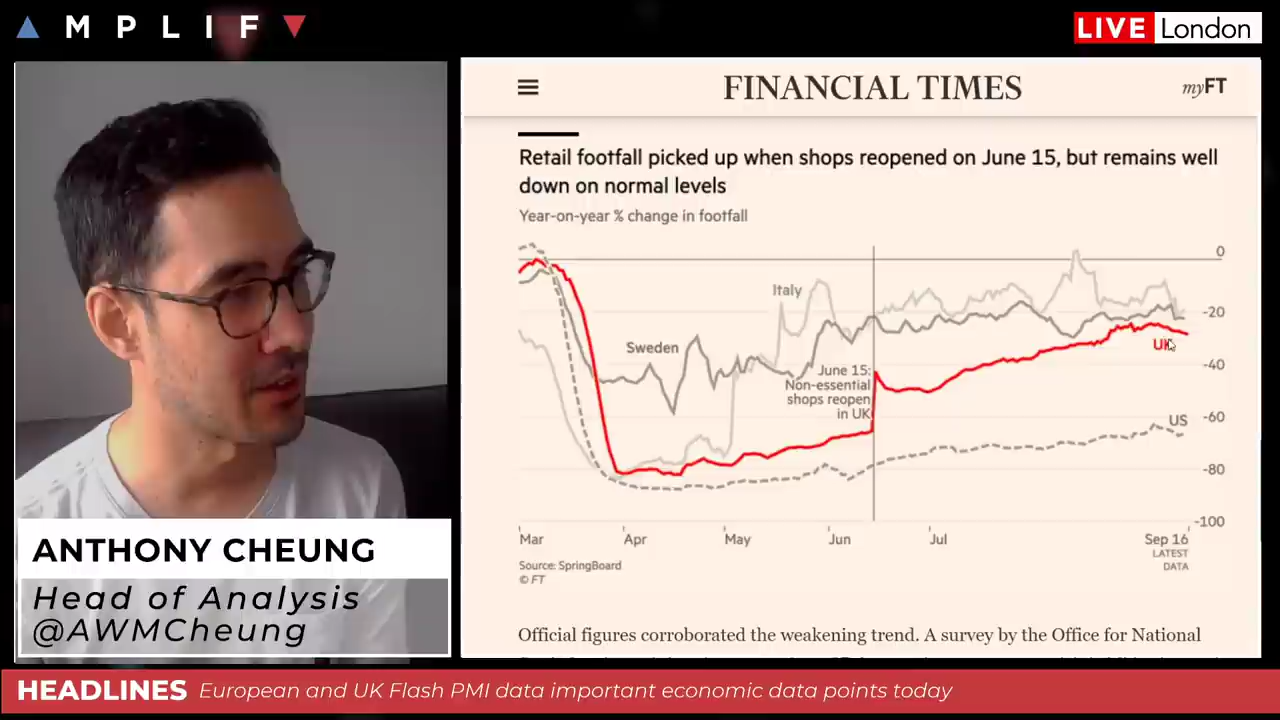 AMPLIFY
LIVE London
FINANCIAL TIMES
myFT
Retail footfall picked up when shops reopened on June 15, but remains well
down on normal levels
Year-on-year % change in footfall
0
-20
-40
-60
-80
-100
Italy
Sweden
June 15:
Non-essential
shops reopen
in UK
UK
US
Mar
Apr
May
Jun
Jul
Sep 16
LATEST
DATA
Source: SpringBoard
© FT
Official figures corroborated the weakening trend. A survey by the Office for National
ANTHONY CHEUNG
Head of Analysis
@AWMCheung
HEADLINES European and UK Flash PMI data important economic data points today